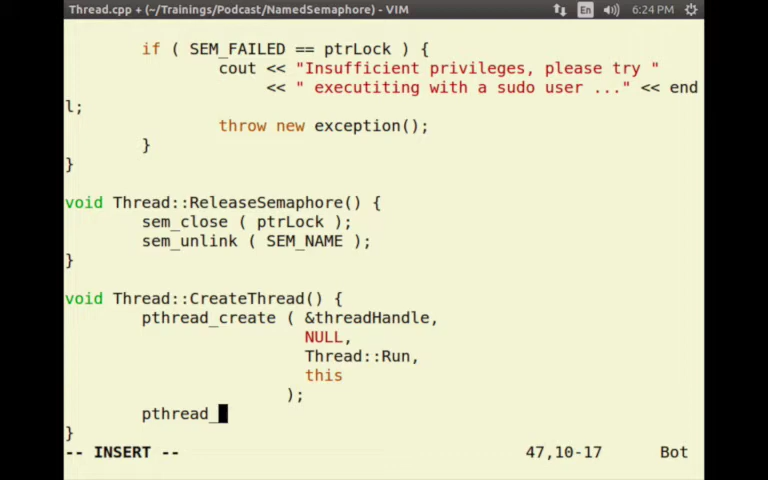 Thread.cpp + (~/Trainings/Podcast/NamedSemaphore) - VIM En 6:24 PM
if ( SEM_FAILED == ptrLock ) {
cout << "Insufficient privileges, please try "
<< " executiting with a sudo user ..." << end
l;
throw new exception();
}
}
void Thread::ReleaseSemaphore() {
sem_close ( ptrLock );
sem_unlink ( SEM_NAME );
}
void Thread::CreateThread() {
pthread_create ( &threadHandle,
NULL,
Thread::Run,
this
);
pthread_
}
-- INSERT -- 47,10-17 Bot